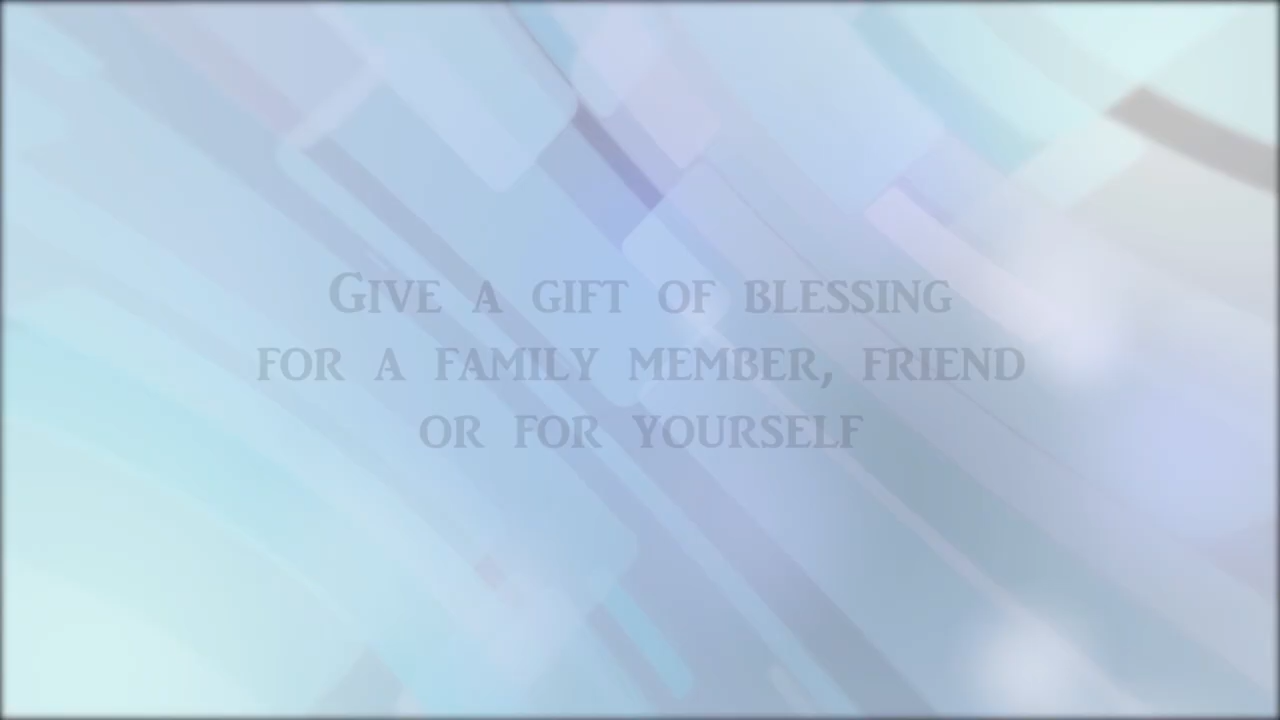 Give a gift of blessing
for a family member, friend
or for yourself